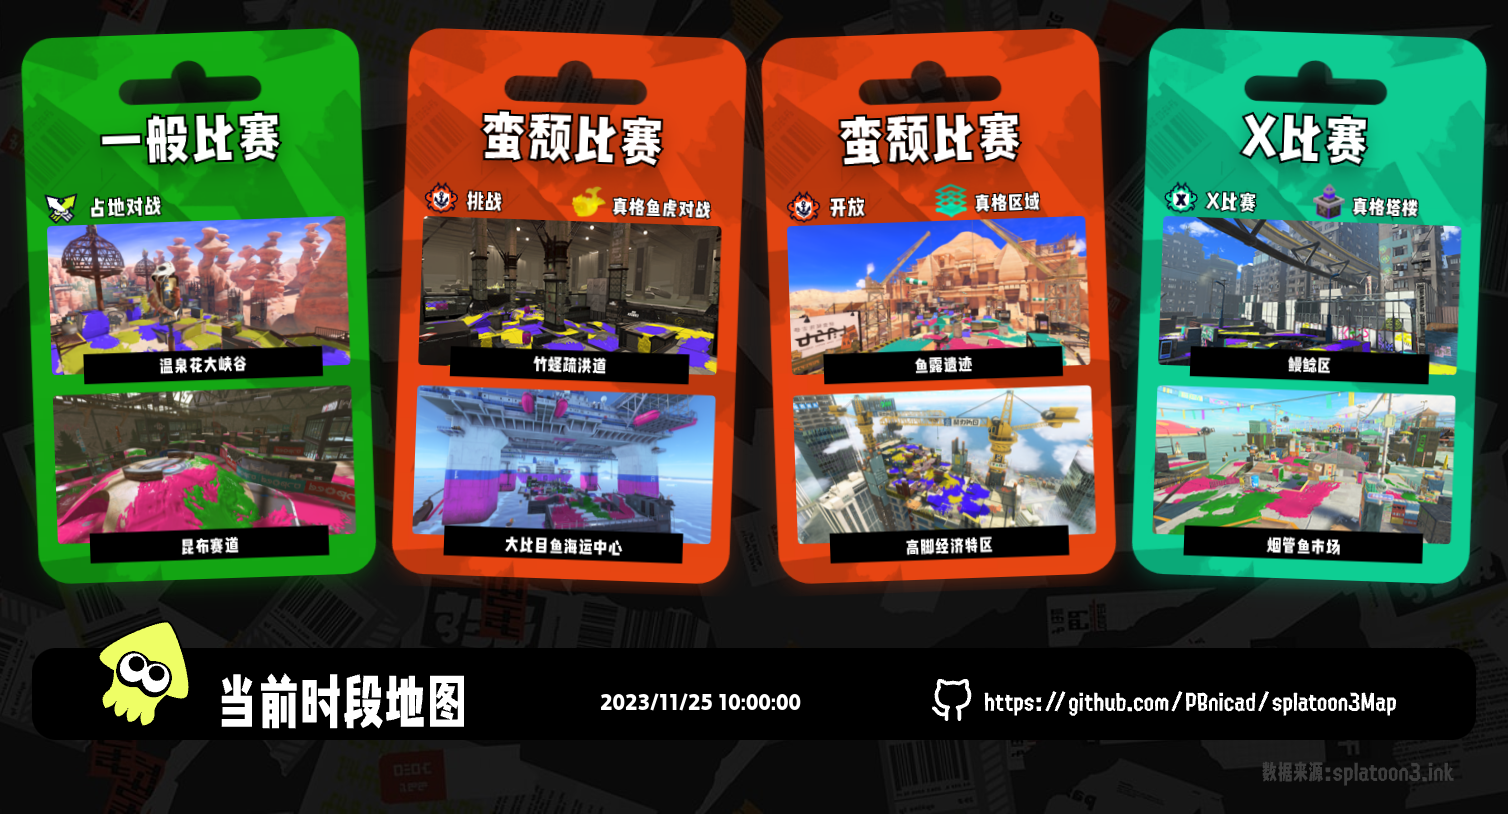 一般比赛
占地对战
温泉花大峡谷
昆布赛道
蛮颓比赛
挑战
真格鱼虎对战
竹蛏疏洪道
大比目鱼海运中心
蛮颓比赛
开放
真格区域
鱼露遗迹
高脚经济特区
X比赛
X比赛
真格塔楼
鳗鲶区
烟管鱼市场
当前时段地图
2023/11/25 10:00:00
https://github.com/PBnicad/splatoon3Map
数据来源:splatoon3.ink